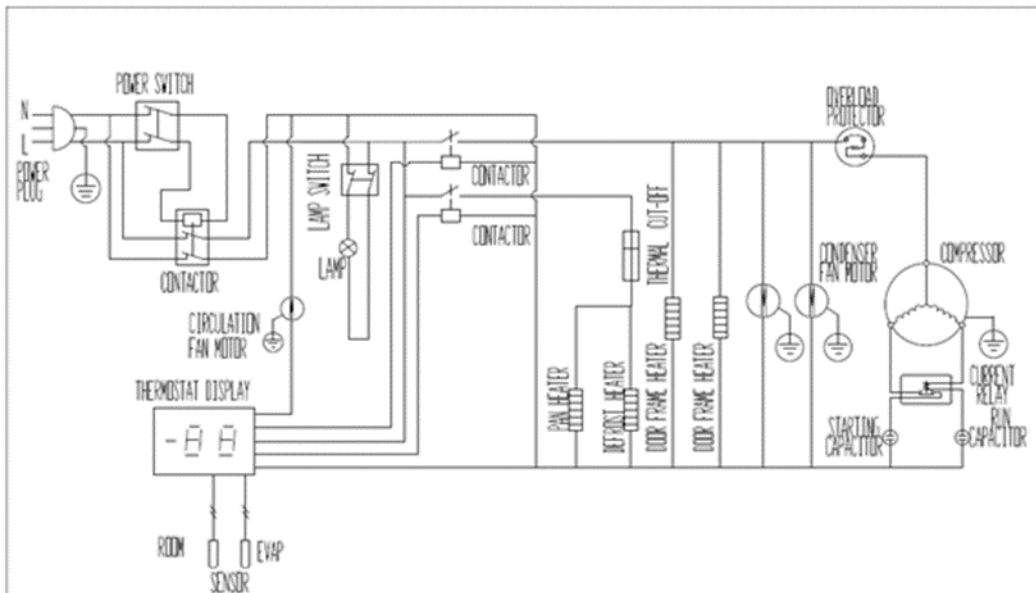 POWER SWITCH
N
L
POWER
PLUG
CONTACTOR
LAMP SWITCH
LAMP
CIRCULATION
FAN MOTOR
THERMOSTAT DISPLAY
-88
ROOM
EVAP
SENSOR
CONTACTOR
CONTACTOR
THERMAL CUT-OFF
PAN HEATER
DEFROST HEATER
DOOR FRAME HEATER
DOOR FRAME HEATER
CONDENSER
FAN MOTOR
OVERLOAD
PROTECTOR
COMPRESSOR
CURRENT
RELAY
RUN
CAPACITOR
STARTING
CAPACITOR